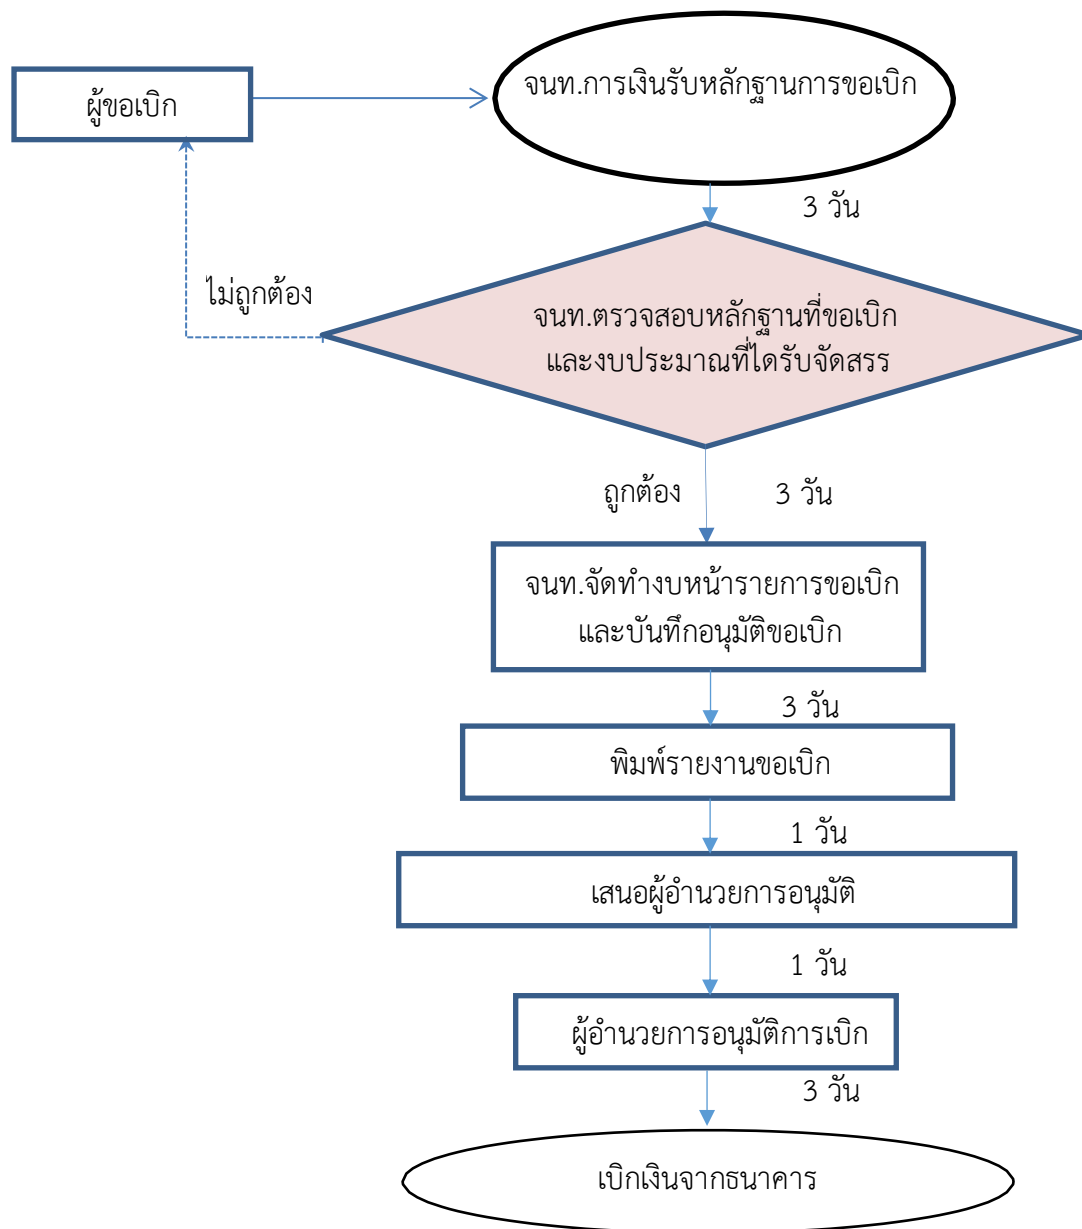 จนท.การเงินรับหลักฐานการขอเบิก
ผู้ขอเบิก
3 วัน
ไม่ถูกต้อง
จนท.ตรวจสอบหลักฐานที่ขอเบิก
และงบประมาณที่ไดรับจัดสรร
ถูกต้อง
3 วัน
จนท.จัดทำงบหน้ารายการขอเบิก
และบันทึกอนุมัติขอเบิก
3 วัน
พิมพ์รายงานขอเบิก
1 วัน
เสนอผู้อำนวยการอนุมัติ
1 วัน
ผู้อำนวยการอนุมัติการเบิก
3 วัน
เบิกเงินจากธนาคาร